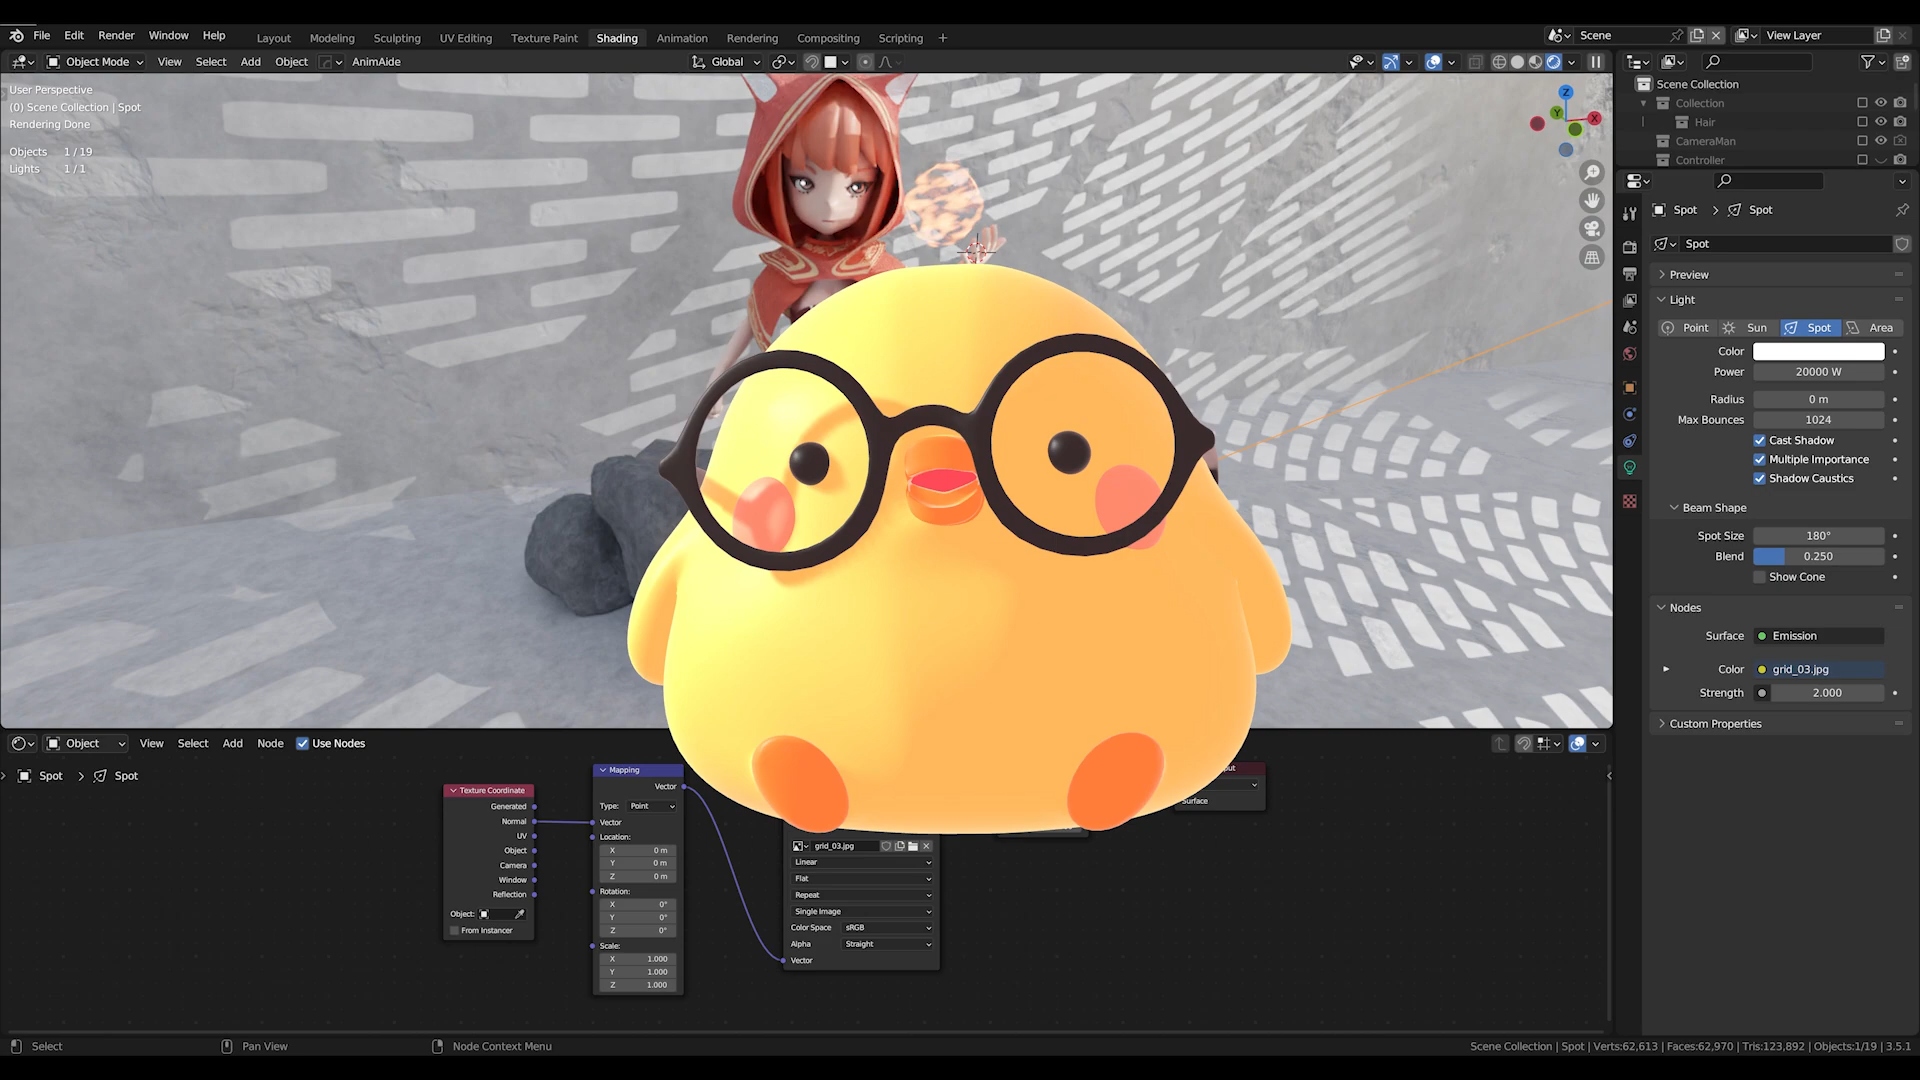 File Edit Render Window Help
Layout Modeling Sculpting UV Editing Texture Paint Shading Animation Rendering Compositing Scripting +
Scene
View Layer
Object Mode View Select Add Object AnimAide
Global
User Perspective
(0) Scene Collection | Spot
Rendering Done
Objects 1 / 19
Lights 1 / 1
Z
Y
X
Scene Collection
Collection
Hair
CameraMan
Controller
Spot > Spot
Spot
Preview
Light
Point Sun Spot Area
Color
Power 20000 W
Radius 0 m
Max Bounces 1024
Cast Shadow
Multiple Importance
Shadow Caustics
Beam Shape
Spot Size 180°
Blend 0.250
Show Cone
Nodes
Surface Emission
Color grid_03.jpg
Strength 2.000
Custom Properties
Object View Select Add Node Use Nodes
Spot > Spot
Texture Coordinate
Generated
Normal
UV
Object
Camera
Window
Reflection
Object:
From Instancer
Mapping
Vector
Type: Point
Vector
Location:
X 0 m
Y 0 m
Z 0 m
Rotation:
X 0°
Y 0°
Z 0°
Scale:
X 1.000
Y 1.000
Z 1.000
grid_03.jpg
Linear
Flat
Repeat
Single Image
Color Space sRGB
Alpha Straight
Vector
Surface
Select
Pan View
Node Context Menu
Scene Collection | Spot | Verts:62,613 | Faces:62,970 | Tris:123,892 | Objects:1/19 | 3.5.1